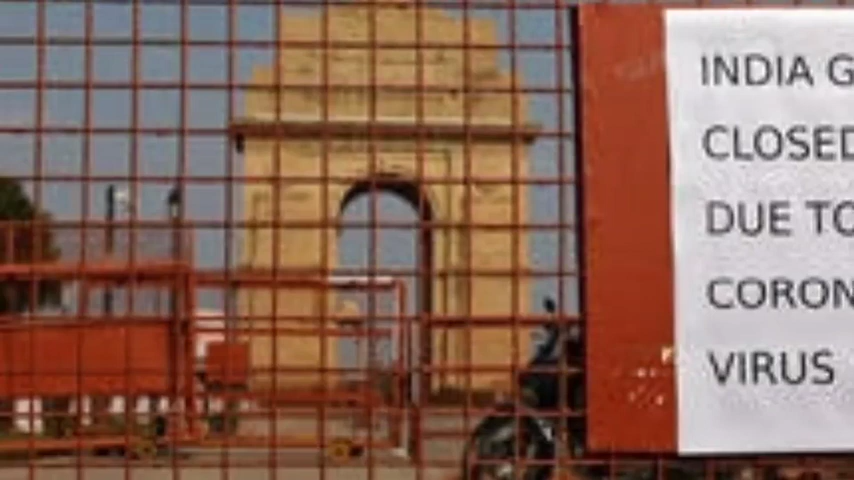 INDIA G
CLOSED
DUE TO
CORON
VIRUS